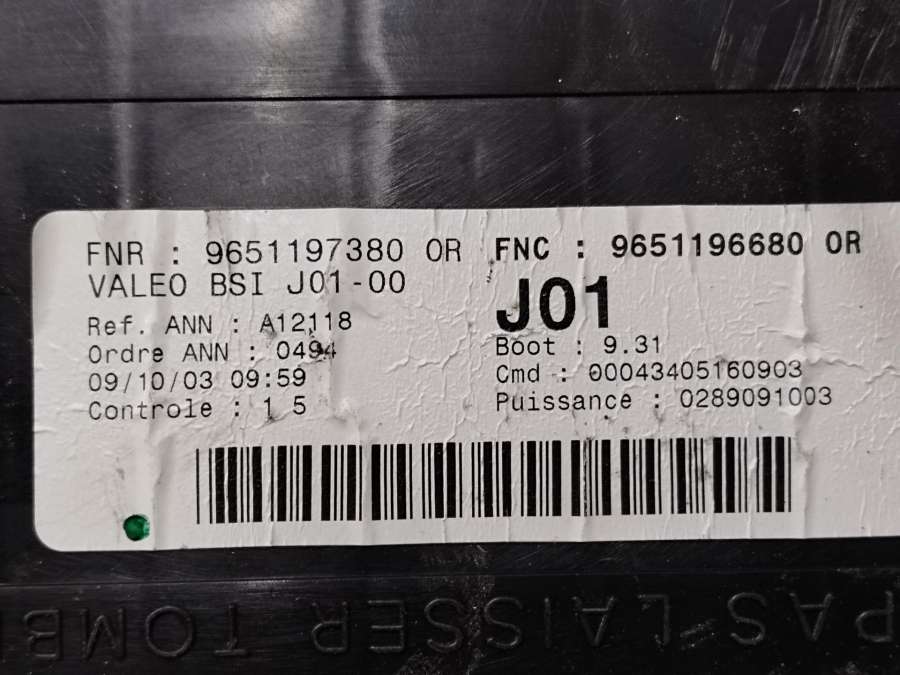 FNR : 9651197380 OR
VALEO BSI J01-00
Ref. ANN : A12118
Ordre ANN : 0494
09/10/03 09:59
Controle : 1 5
FNC : 9651196680 OR
J01
Boot : 9.31
Cmd : 00043405160903
Puissance : 0289091003
PAS LAISSER TOMBE